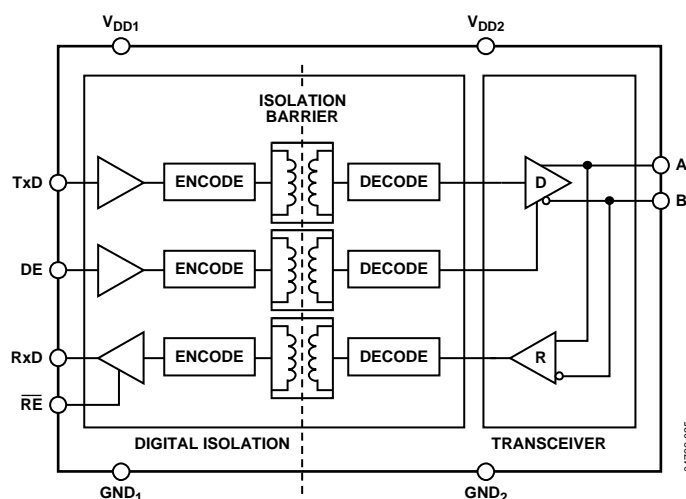 VDD1
VDD2
ISOLATION
BARRIER
TxD
ENCODE
DECODE
D
A
B
DE
ENCODE
DECODE
RxD
ENCODE
DECODE
R
RE
DIGITAL ISOLATION
TRANSCEIVER
GND1
GND2